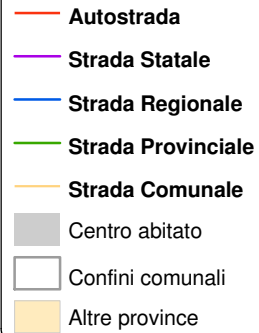 Autostrada
Strada Statale
Strada Regionale
Strada Provinciale
Strada Comunale
Centro abitato
Confini comunali
Altre province